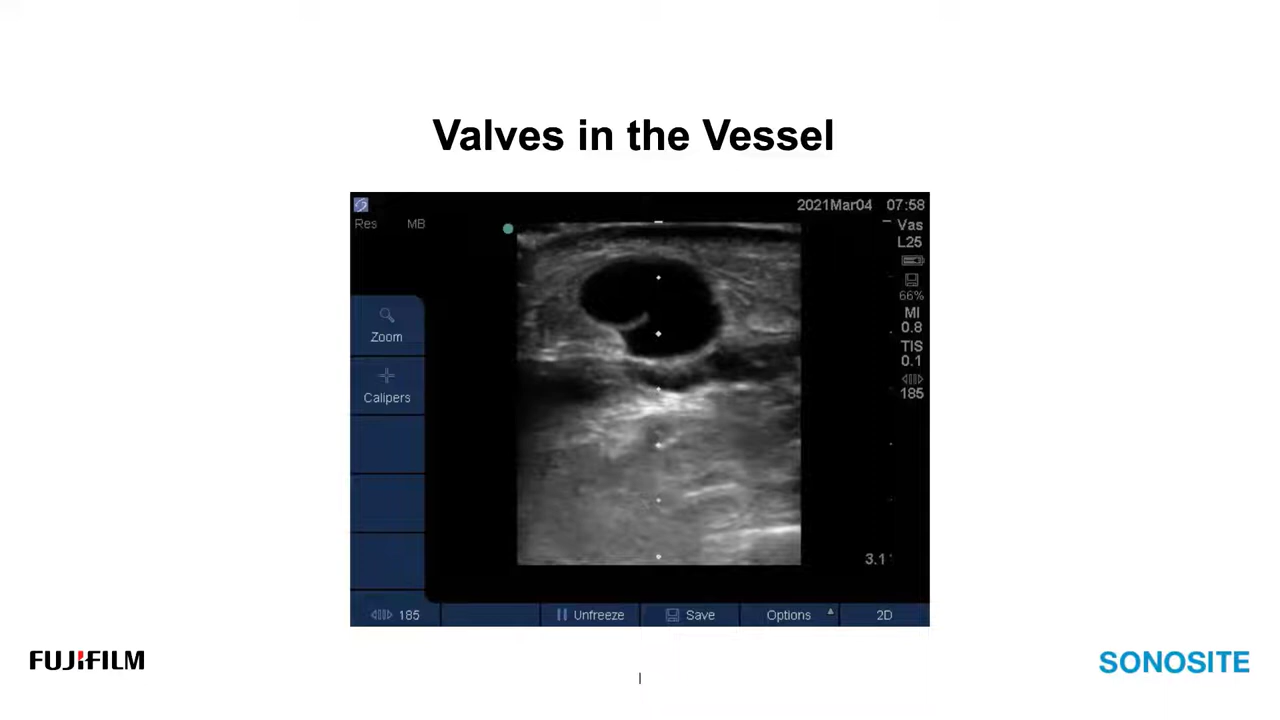 Valves in the Vessel
2021Mar04 07:58
Res MB
Vas
L25
66%
MI
0.8
TIS
0.1
185
Zoom
Calipers
3.1
185 Unfreeze Save Options 2D
FUJIFILM
SONOSITE